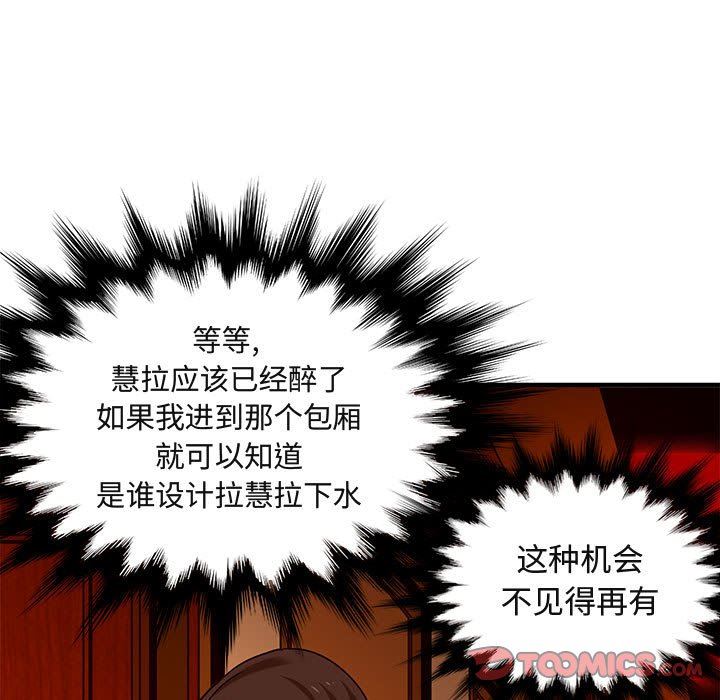 等等,
慧拉应该已经醉了
如果我进到那个包厢
就可以知道
是谁设计拉慧拉下水
这种机会
不见得再有
TOOMICS.COM